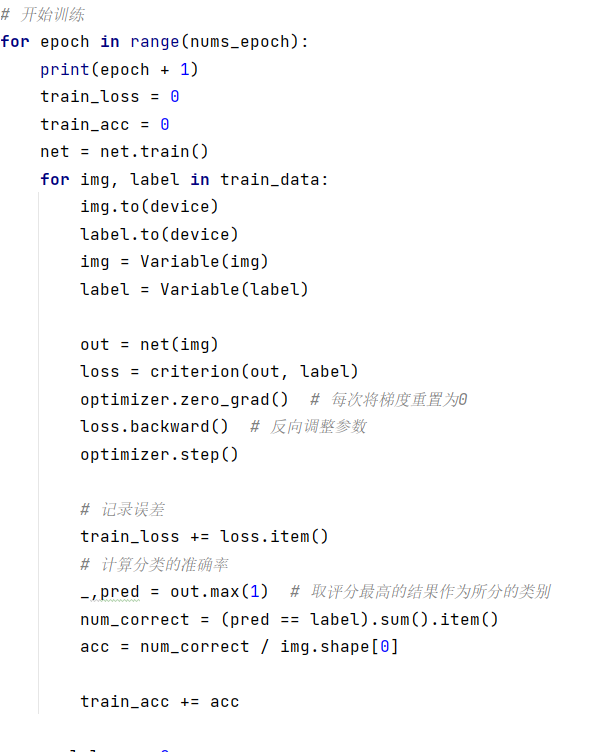 # 开始训练
for epoch in range(nums_epoch):
    print(epoch + 1)
    train_loss = 0
    train_acc = 0
    net = net.train()
    for img, label in train_data:
        img.to(device)
        label.to(device)
        img = Variable(img)
        label = Variable(label)

        out = net(img)
        loss = criterion(out, label)
        optimizer.zero_grad()  # 每次将梯度重置为0
        loss.backward()  # 反向调整参数
        optimizer.step()

        # 记录误差
        train_loss += loss.item()
        # 计算分类的准确率
        _,pred = out.max(1)  # 取评分最高的结果作为所分的类别
        num_correct = (pred == label).sum().item()
        acc = num_correct / img.shape[0]

        train_acc += acc